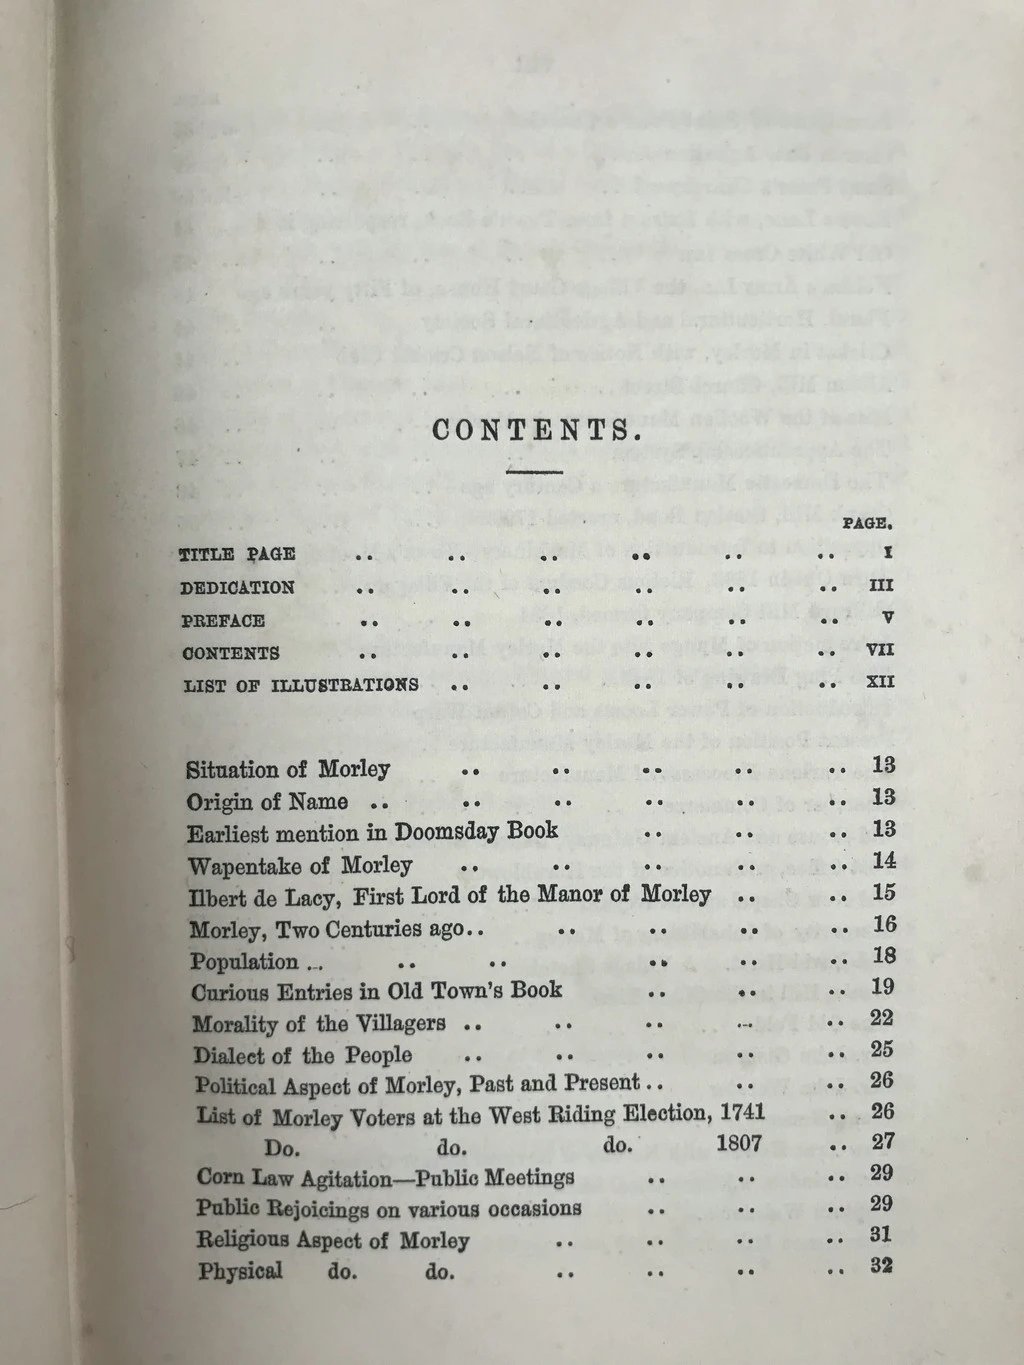 CONTENTS.
PAGE.
TITLE PAGE .. .. .. .. .. .. I
DEDICATION .. .. .. .. .. .. III
PREFACE .. .. .. .. .. .. V
CONTENTS .. .. .. .. .. .. VII
LIST OF ILLUSTRATIONS .. .. .. .. .. XII
Situation of Morley .. .. .. .. .. 13
Origin of Name .. .. .. .. .. .. 13
Earliest mention in Doomsday Book .. .. .. 13
Wapentake of Morley .. .. .. .. .. 14
Ilbert de Lacy, First Lord of the Manor of Morley .. .. 15
Morley, Two Centuries ago.. .. .. .. .. 16
Population .. .. .. .. .. .. 18
Curious Entries in Old Town's Book .. .. .. 19
Morality of the Villagers .. .. .. .. .. 22
Dialect of the People .. .. .. .. .. 25
Political Aspect of Morley, Past and Present .. .. .. 26
List of Morley Voters at the West Riding Election, 1741 .. 26
Do. do. do. 1807 .. 27
Corn Law Agitation—Public Meetings .. .. .. 29
Public Rejoicings on various occasions .. .. .. 29
Religious Aspect of Morley .. .. .. .. 31
Physical do. do. .. .. .. .. 32